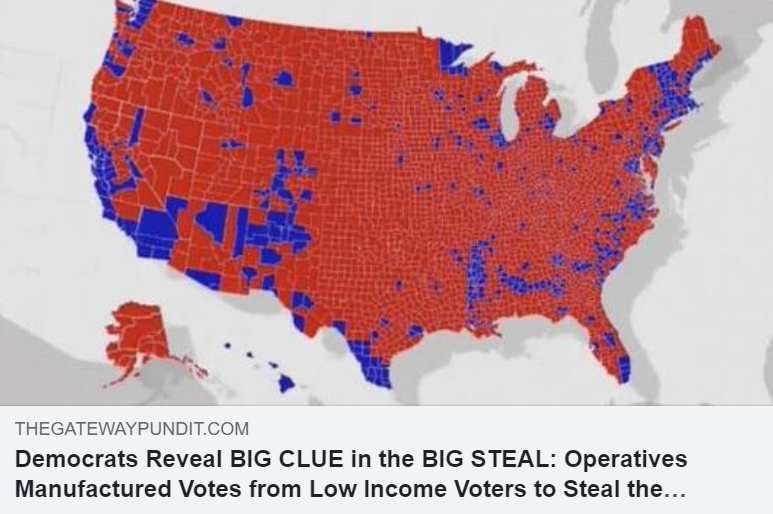 THEGATEWAYPUNDIT.COM
Democrats Reveal BIG CLUE in the BIG STEAL: Operatives
Manufactured Votes from Low Income Voters to Steal the…